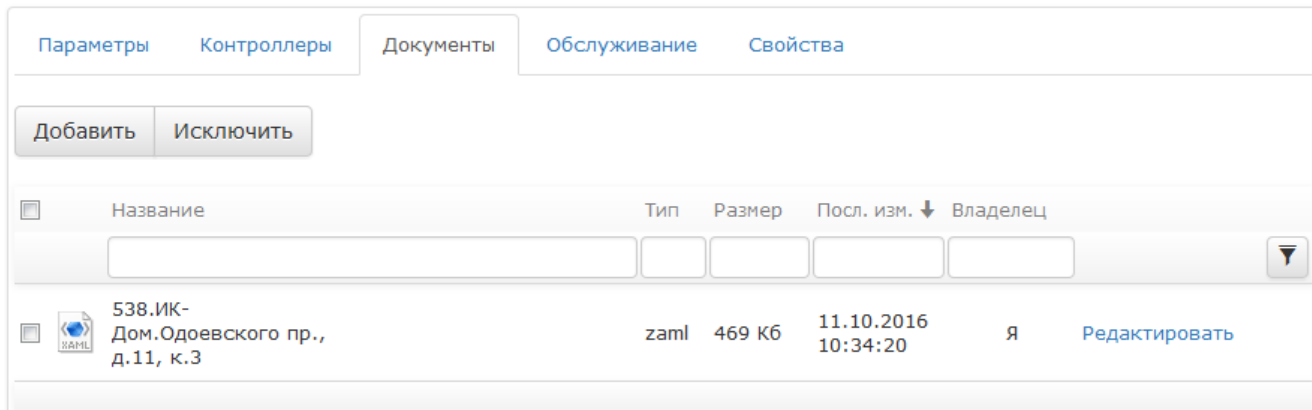 Параметры Контроллеры Документы Обслуживание Свойства
Добавить Исключить
Название Тип Размер Посл. изм. Владелец
538.ИК-
Дом.Одоевского пр.,
д.11, к.3
XAML
zaml 469 Кб
11.10.2016
10:34:20
Я Редактировать